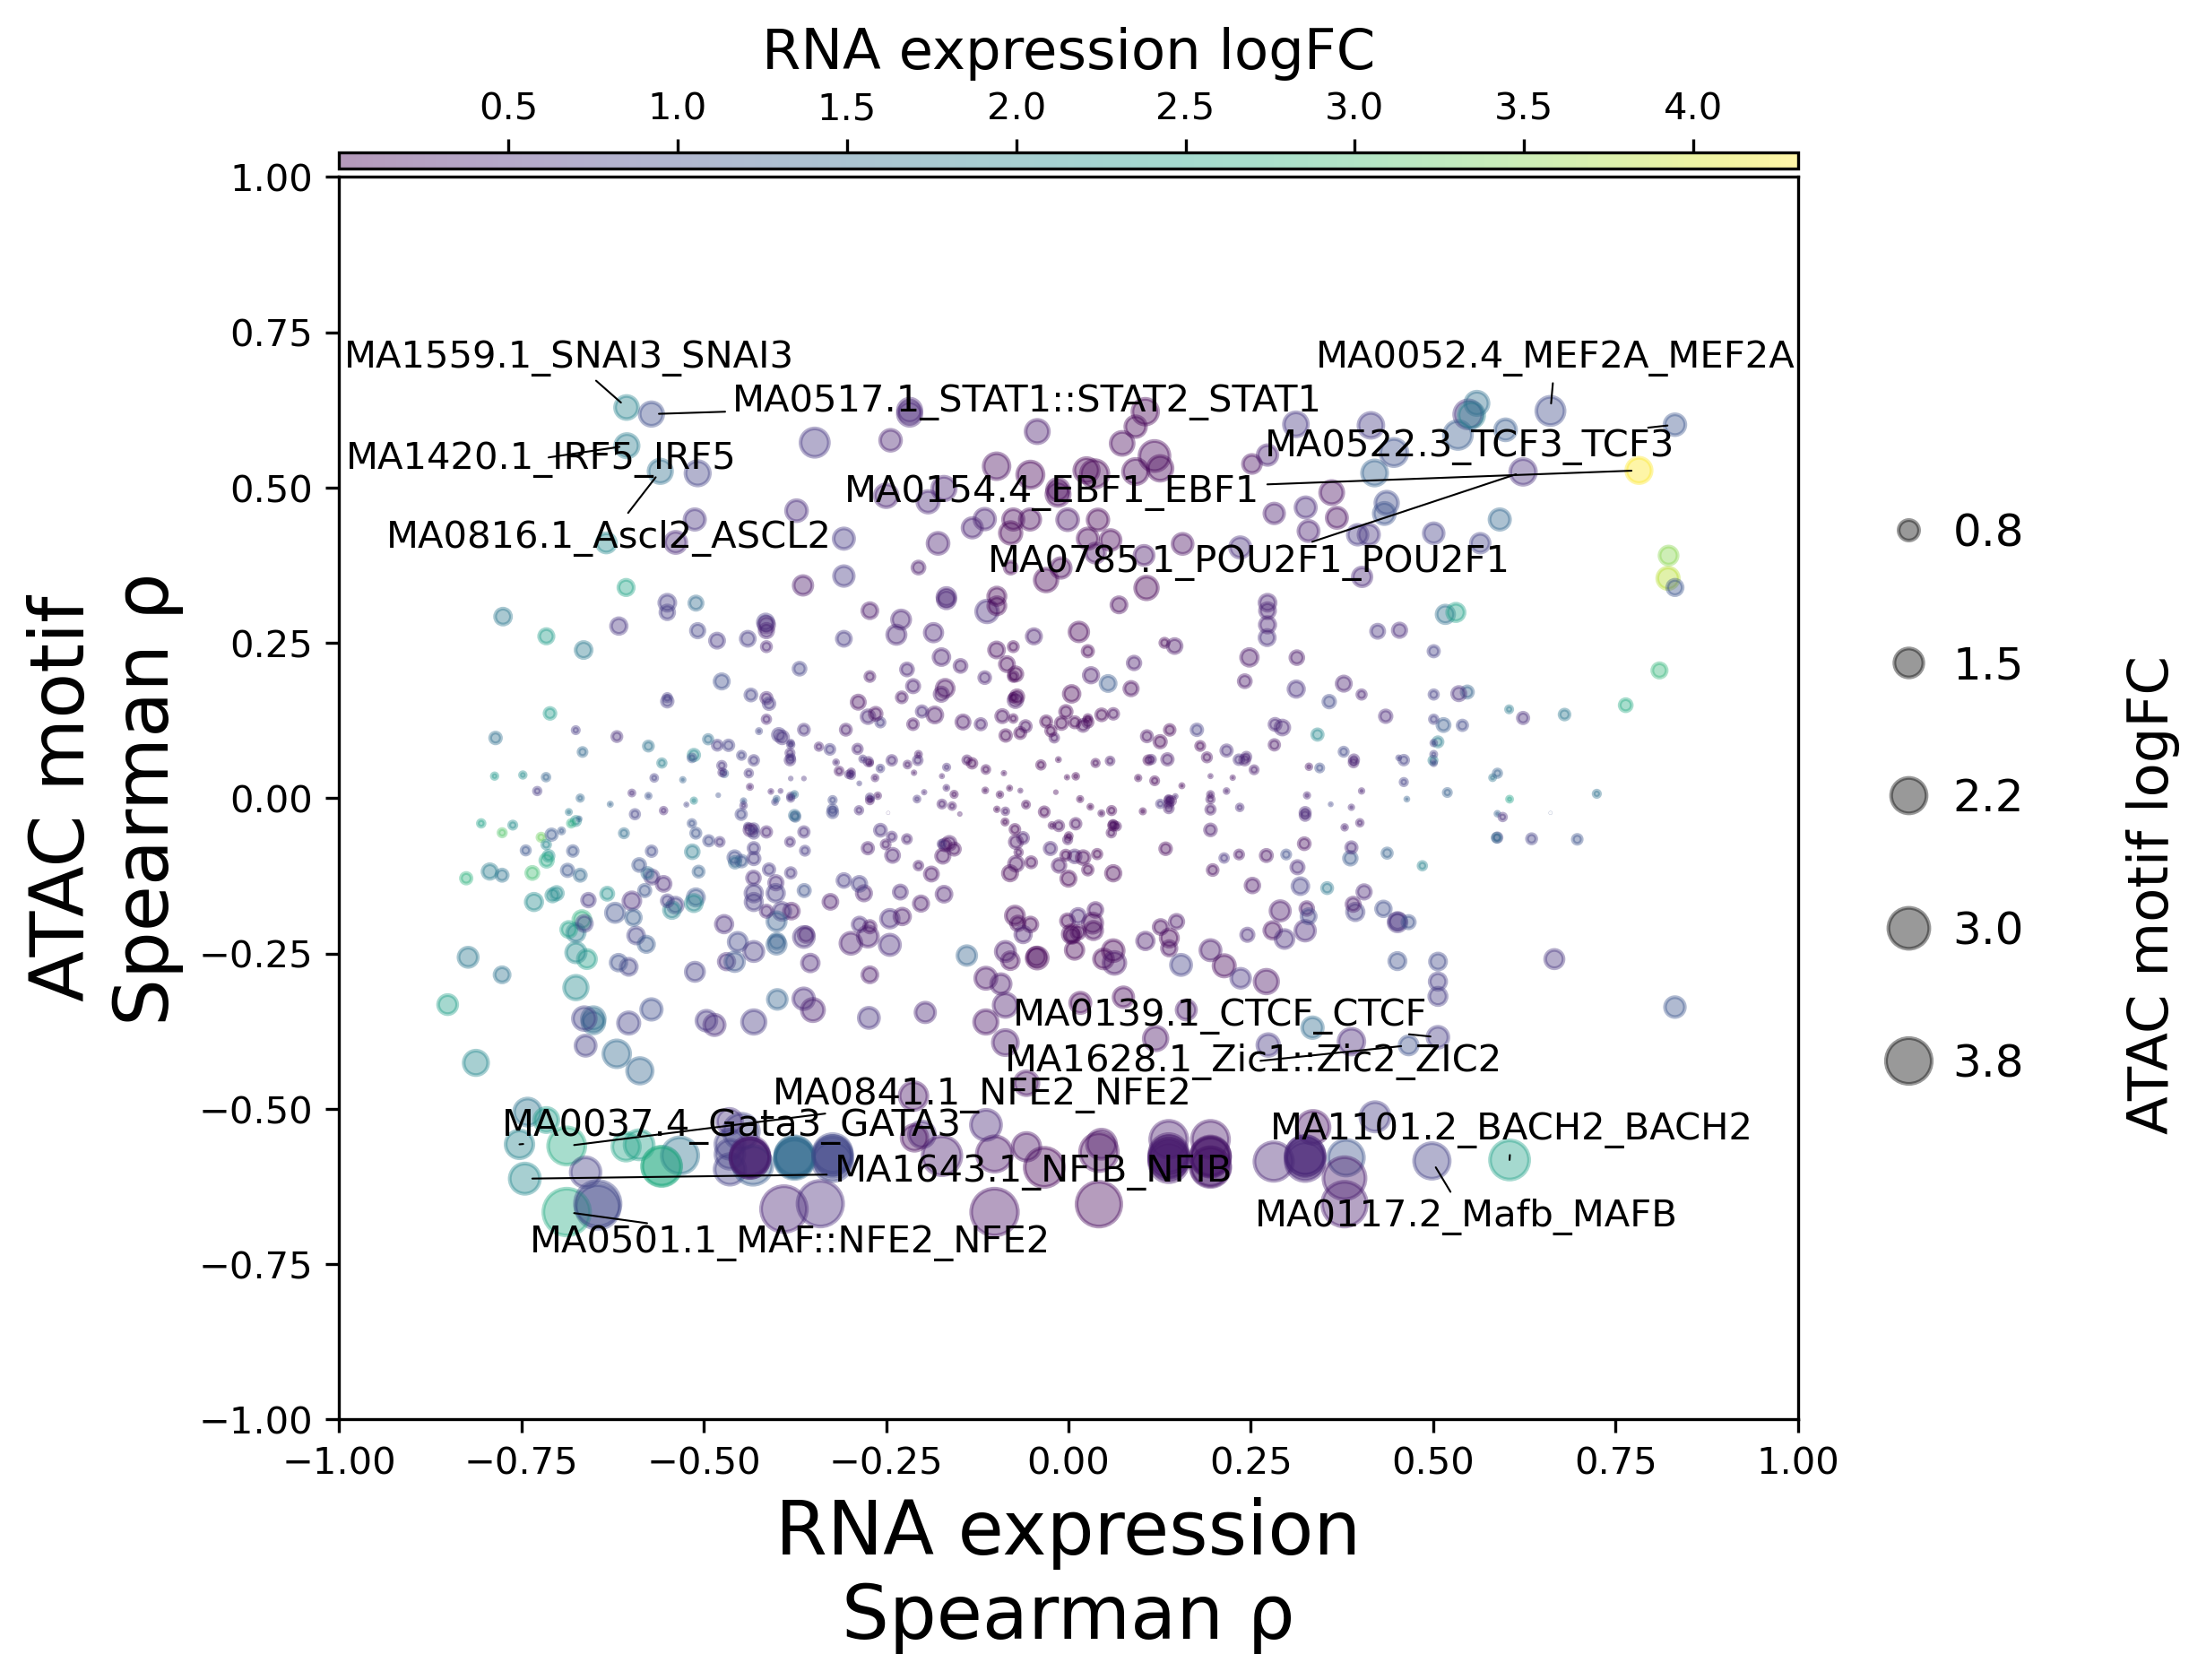 RNA expression logFC
0.5 1.0 1.5 2.0 2.5 3.0 3.5 4.0
1.00
0.75
0.50
0.25
0.00
−0.25
−0.50
−0.75
−1.00
ATAC motif
Spearman ρ
MA1559.1_SNAI3_SNAI3
MA0052.4_MEF2A_MEF2A
MA0517.1_STAT1::STAT2_STAT1
MA1420.1_IRF5_IRF5
MA0522.3_TCF3_TCF3
MA0154.4_EBF1_EBF1
MA0816.1_Ascl2_ASCL2
MA0785.1_POU2F1_POU2F1
MA0139.1_CTCF_CTCF
MA1628.1_Zic1::Zic2_ZIC2
MA0841.1_NFE2_NFE2
MA0037.4_Gata3_GATA3
MA1101.2_BACH2_BACH2
MA1643.1_NFIB_NFIB
MA0117.2_Mafb_MAFB
MA0501.1_MAF::NFE2_NFE2
−1.00 −0.75 −0.50 −0.25 0.00 0.25 0.50 0.75 1.00
RNA expression
Spearman ρ
0.8
1.5
2.2
3.0
3.8
ATAC motif logFC